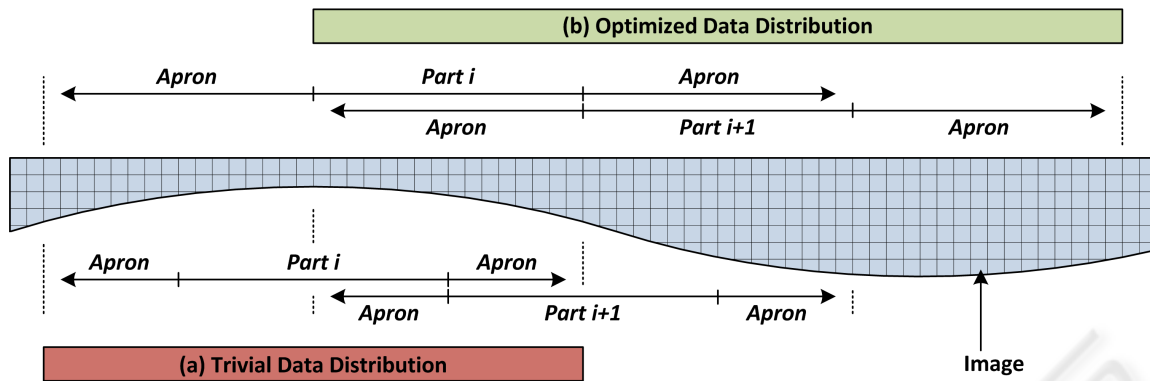 (b) Optimized Data Distribution
Apron Part i Apron
Apron Part i+1 Apron
Apron Part i Apron
Apron Part i+1 Apron
(a) Trivial Data Distribution
Image